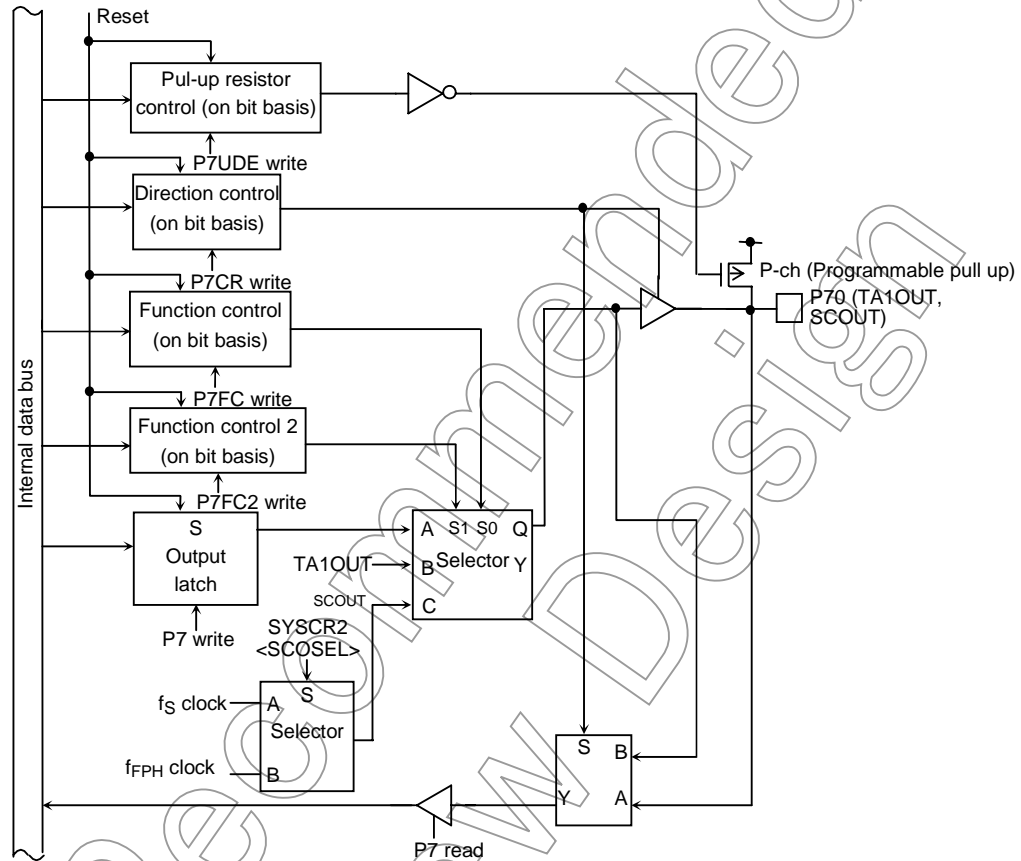 Reset
Pul-up resistor
control (on bit basis)
P7UDE write
Direction control
(on bit basis)
P7CR write
Function control
(on bit basis)
P7FC write
Function control 2
(on bit basis)
P7FC2 write
S
Output
latch
P7 write
Internal data bus
P-ch (Programmable pull up)
P70 (TA1OUT,
SCOUT)
A S1 S0 Q
B Selector Y
C
TA1OUT
SCOUT
SYSCR2
<SCOSEL>
fS clock
A S
Selector
fFPH clock
B
S B
Y A
P7 read
Recommended
New Design